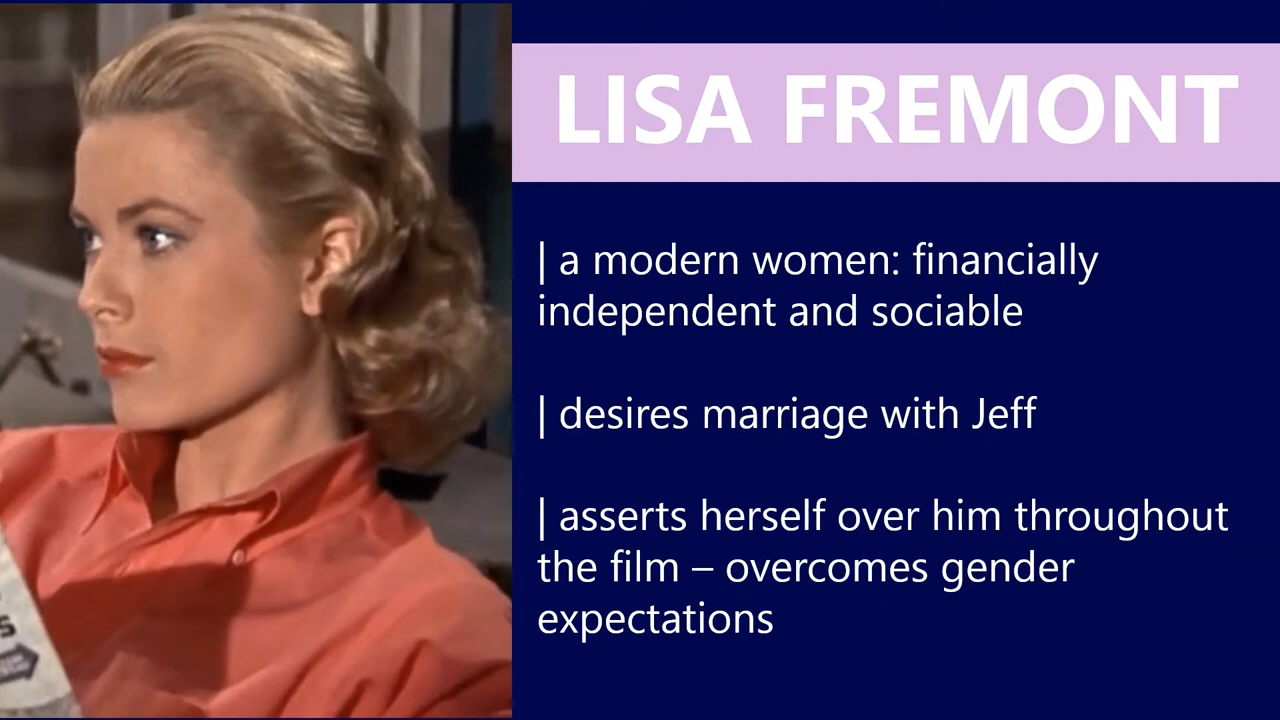 LISA FREMONT
| a modern women: financially
independent and sociable
| desires marriage with Jeff
| asserts herself over him throughout
the film – overcomes gender
expectations